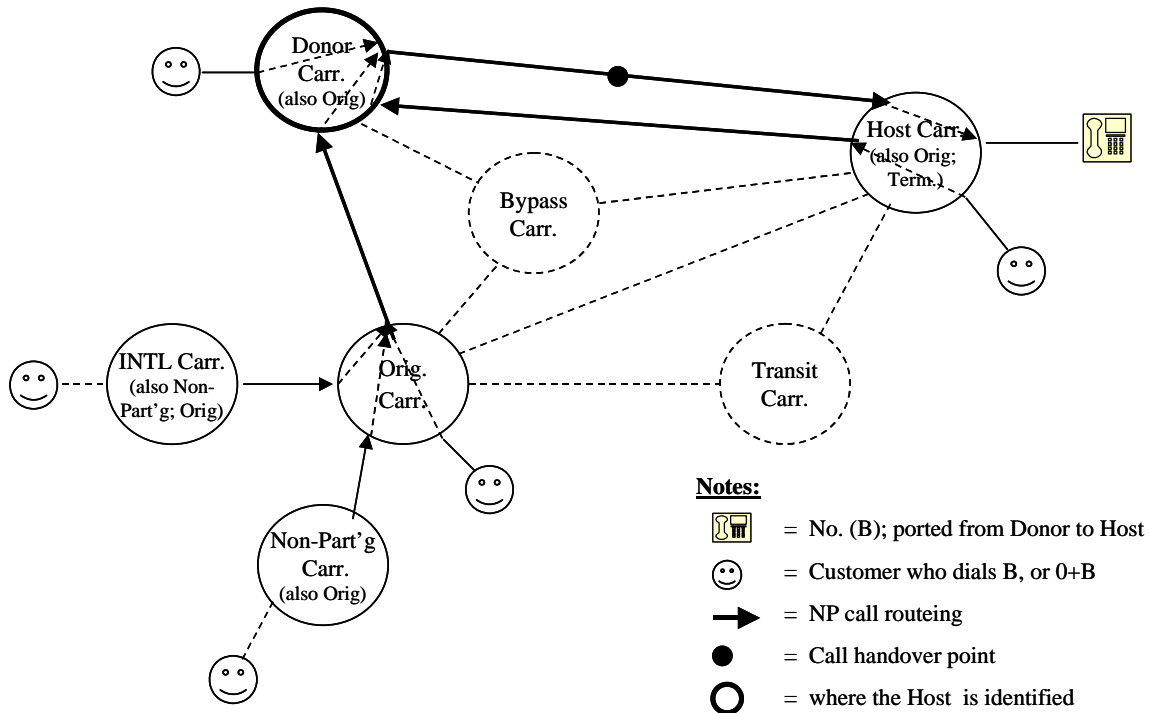 Donor
Carr.
(also Orig)
Host Carr.
(also Orig;
Term.)
Bypass
Carr.
INTL Carr.
(also Non-
Part'g; Orig)
Orig.
Carr.
Transit
Carr.
Non-Part'g
Carr.
(also Orig)
Notes:
= No. (B); ported from Donor to Host
= Customer who dials B, or 0+B
= NP call routeing
= Call handover point
= where the Host is identified